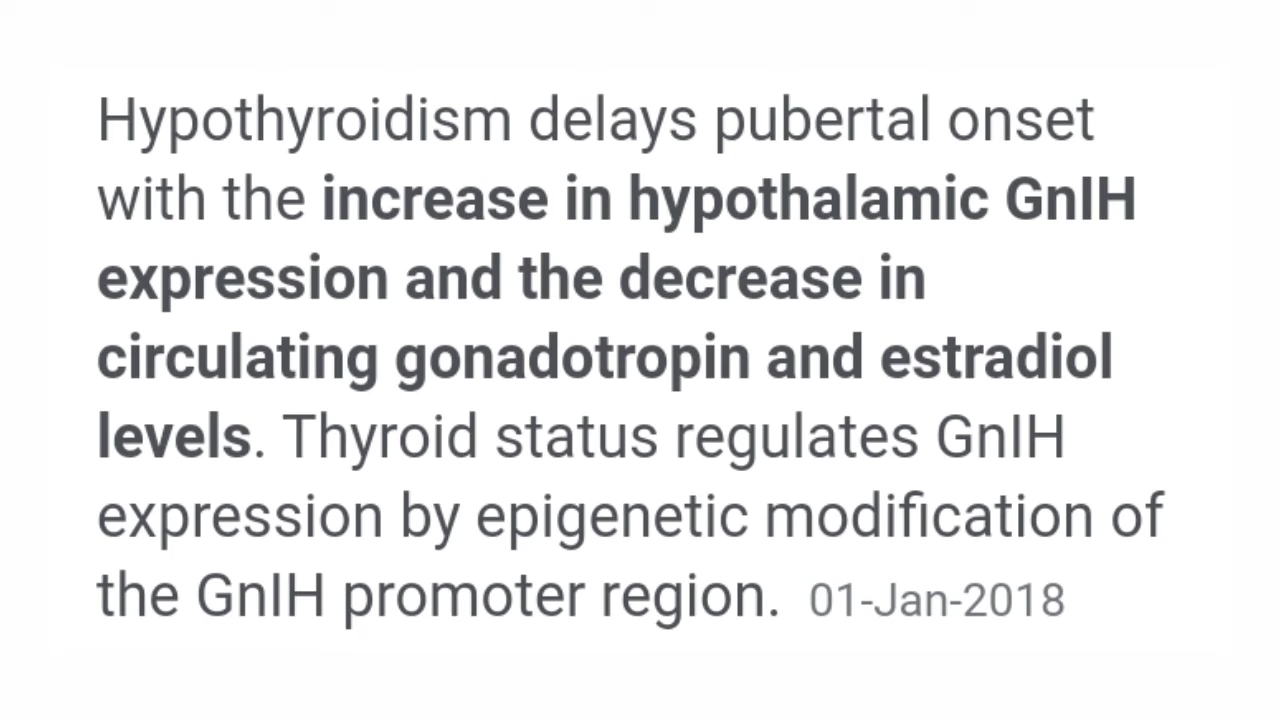 Hypothyroidism delays pubertal onset
with the increase in hypothalamic GnIH
expression and the decrease in
circulating gonadotropin and estradiol
levels. Thyroid status regulates GnIH
expression by epigenetic modification of
the GnIH promoter region. 01-Jan-2018